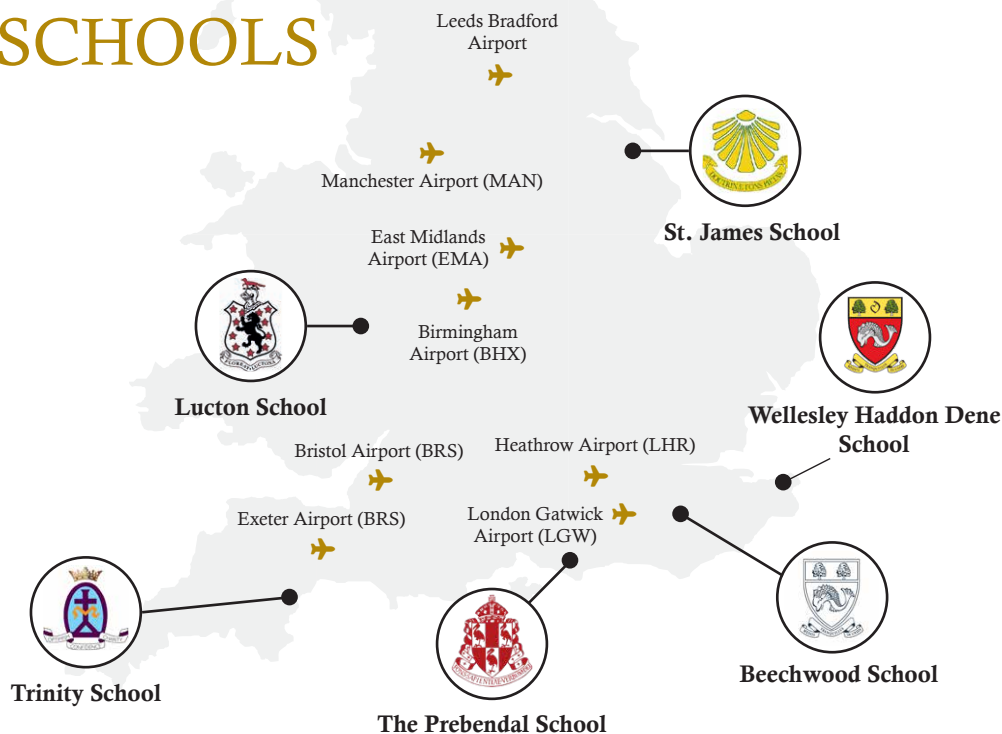 SCHOOLS
Leeds Bradford
Airport
Manchester Airport (MAN)
St. James School
East Midlands
Airport (EMA)
Birmingham
Airport (BHX)
Lucton School
Wellesley Haddon Dene
School
Bristol Airport (BRS)
Heathrow Airport (LHR)
Exeter Airport (BRS)
London Gatwick
Airport (LGW)
Trinity School
Beechwood School
The Prebendal School